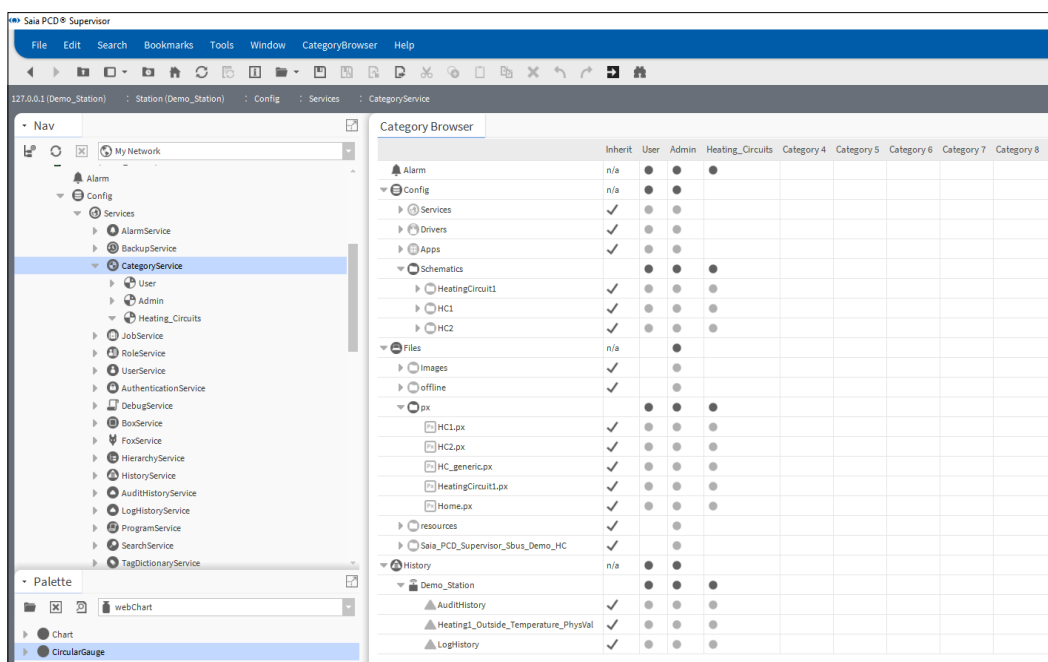 Saia PCD® Supervisor
File Edit Search Bookmarks Tools Window CategoryBrowser Help
127.0.0.1 (Demo_Station) : Station (Demo_Station) : Config : Services : CategoryService
Nav
My Network
Alarm
Config
Services
AlarmService
BackupService
CategoryService
User
Admin
Heating_Circuits
JobService
RoleService
UserService
AuthenticationService
DebugService
BoxService
FoxService
HierarchyService
HistoryService
AuditHistoryService
LogHistoryService
ProgramService
SearchService
TagDictionaryService
Palette
webChart
Chart
CircularGauge
Category Browser
Inherit User Admin Heating_Circuits Category 4 Category 5 Category 6 Category 7 Category 8
Alarm n/a
Config n/a
Services
Drivers
Apps
Schematics
HeatingCircuit1
HC1
HC2
Files n/a
Images
offline
px
Px HC1.px
Px HC2.px
Px HC_generic.px
Px HeatingCircuit1.px
Px Home.px
resources
Saia_PCD_Supervisor_Sbus_Demo_HC
History n/a
Demo_Station
AuditHistory
Heating1_Outside_Temperature_PhysVal
LogHistory